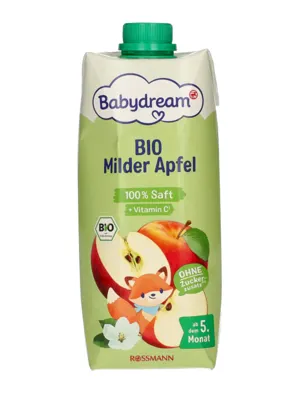 Babydream
BIO
Milder Apfel
100% Saft
+ Vitamin C
BIO
OHNE
Zucker-
zusatz
ab
dem
5.
Monat
ROSSMANN